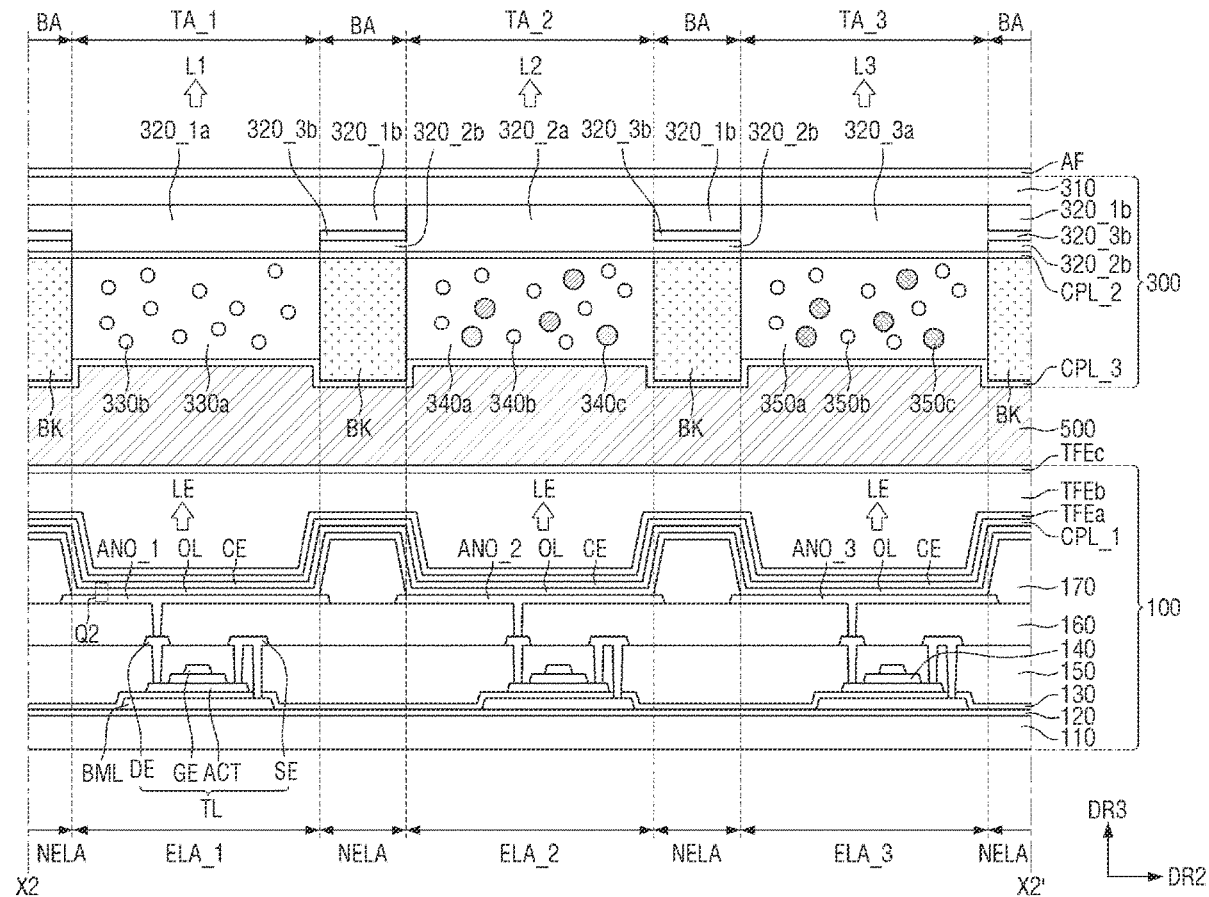 BA TA_1 BA TA_2 BA TA_3 BA
L1 L2 L3
320_1a 320_3b 320_1b 320_2b 320_2a 320_3b 320_1b 320_2b 320_3a
AF
310
320_1b
320_3b
320_2b
CPL_2
300
CPL_3
330b 330a 340a 340b 340c 350a 350b 350c
BK BK BK BK
500
TFEc
LE LE LE
TFEb
TFEa
CPL_1
ANO_1 OL CE ANO_2 OL CE ANO_3 OL CE
170
100
Q2
160
140
150
130
120
110
BML DE GE ACT SE
TL
DR3
NELA ELA_1 NELA ELA_2 NELA ELA_3 NELA
DR2
X2 X2'